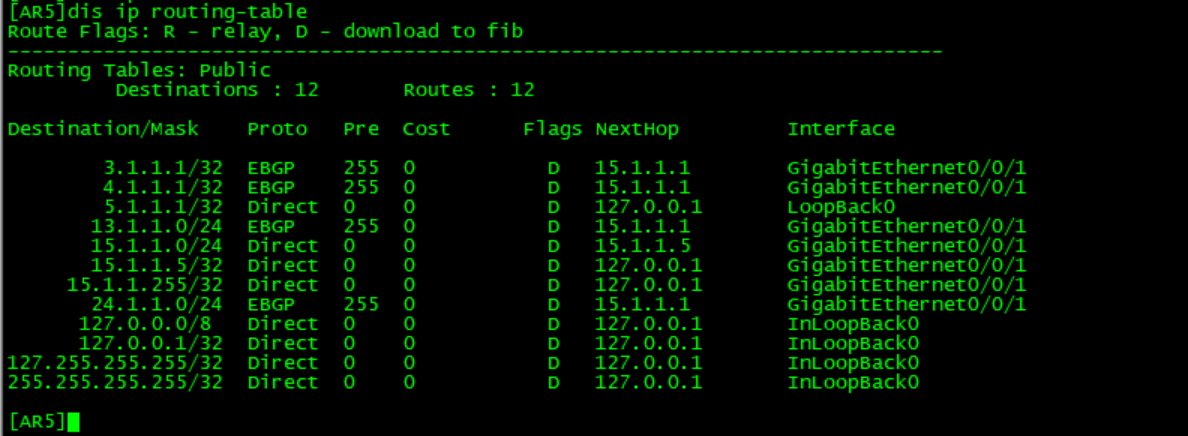 [AR5]dis ip routing-table
Route Flags: R - relay, D - download to fib
------------------------------------------------------------------------------
Routing Tables: Public
         Destinations : 12       Routes : 12

Destination/Mask    Proto   Pre  Cost      Flags NextHop         Interface

        3.1.1.1/32  EBGP    255  0           D   15.1.1.1        GigabitEthernet0/0/1
        4.1.1.1/32  EBGP    255  0           D   15.1.1.1        GigabitEthernet0/0/1
        5.1.1.1/32  Direct  0    0           D   127.0.0.1       LoopBack0
       13.1.1.0/24  EBGP    255  0           D   15.1.1.1        GigabitEthernet0/0/1
       15.1.1.0/24  Direct  0    0           D   15.1.1.5        GigabitEthernet0/0/1
       15.1.1.5/32  Direct  0    0           D   127.0.0.1       GigabitEthernet0/0/1
     15.1.1.255/32  Direct  0    0           D   127.0.0.1       GigabitEthernet0/0/1
       24.1.1.0/24  EBGP    255  0           D   15.1.1.1        GigabitEthernet0/0/1
      127.0.0.0/8   Direct  0    0           D   127.0.0.1       InLoopBack0
      127.0.0.1/32  Direct  0    0           D   127.0.0.1       InLoopBack0
127.255.255.255/32  Direct  0    0           D   127.0.0.1       InLoopBack0
255.255.255.255/32  Direct  0    0           D   127.0.0.1       InLoopBack0

[AR5]